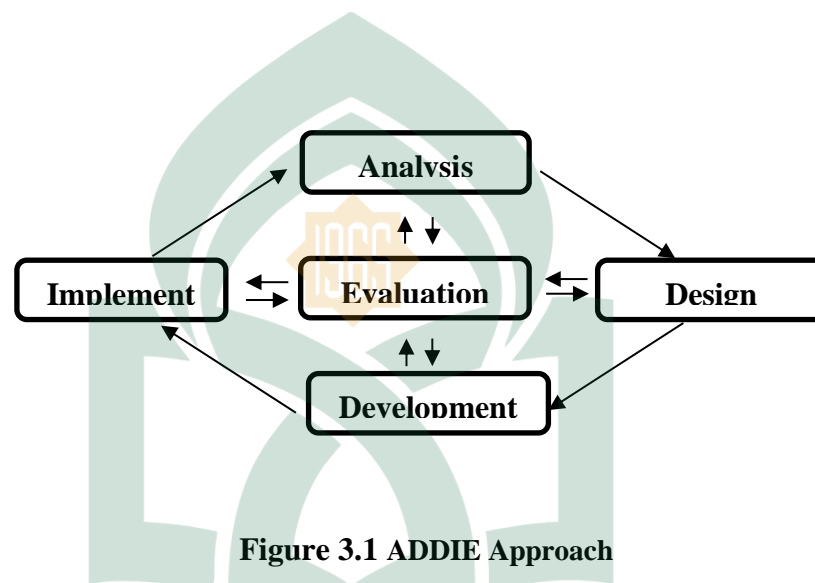 Analysis
Implement
Evaluation
Design
Development
Figure 3.1 ADDIE Approach